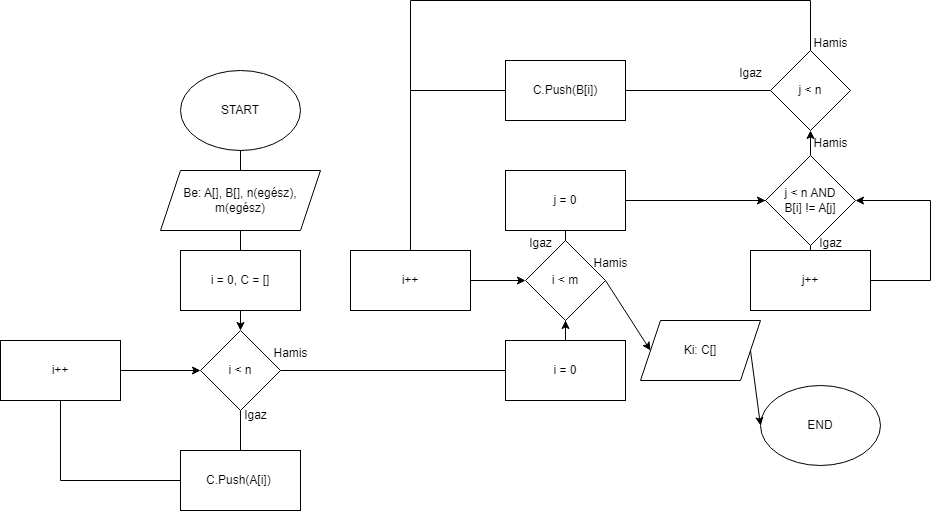 START
Be: A[], B[], n(egész),
m(egész)
i = 0, C = []
i < n
Hamis
Igaz
i++
C.Push(A[i])
i = 0
i < m
Igaz
Hamis
i++
j = 0
j < n AND
B[i] != A[j]
Hamis
Igaz
j++
j < n
Hamis
Igaz
C.Push(B[i])
Ki: C[]
END